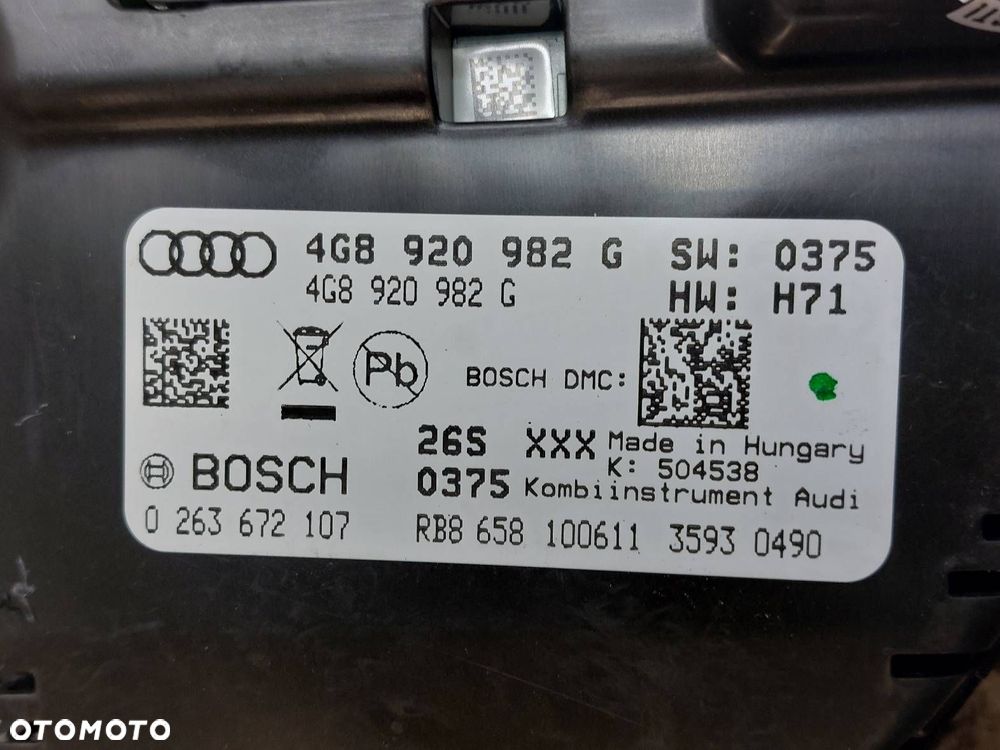 4G8 920 982 G SW: 0375
4G8 920 982 G HW: H71
Pb
BOSCH DMC:
26S XXX Made in Hungary
K: 504538
BOSCH 0375 Kombiinstrument Audi
0 263 672 107 RB8 658 100611 3593 0490
OTOMOTO